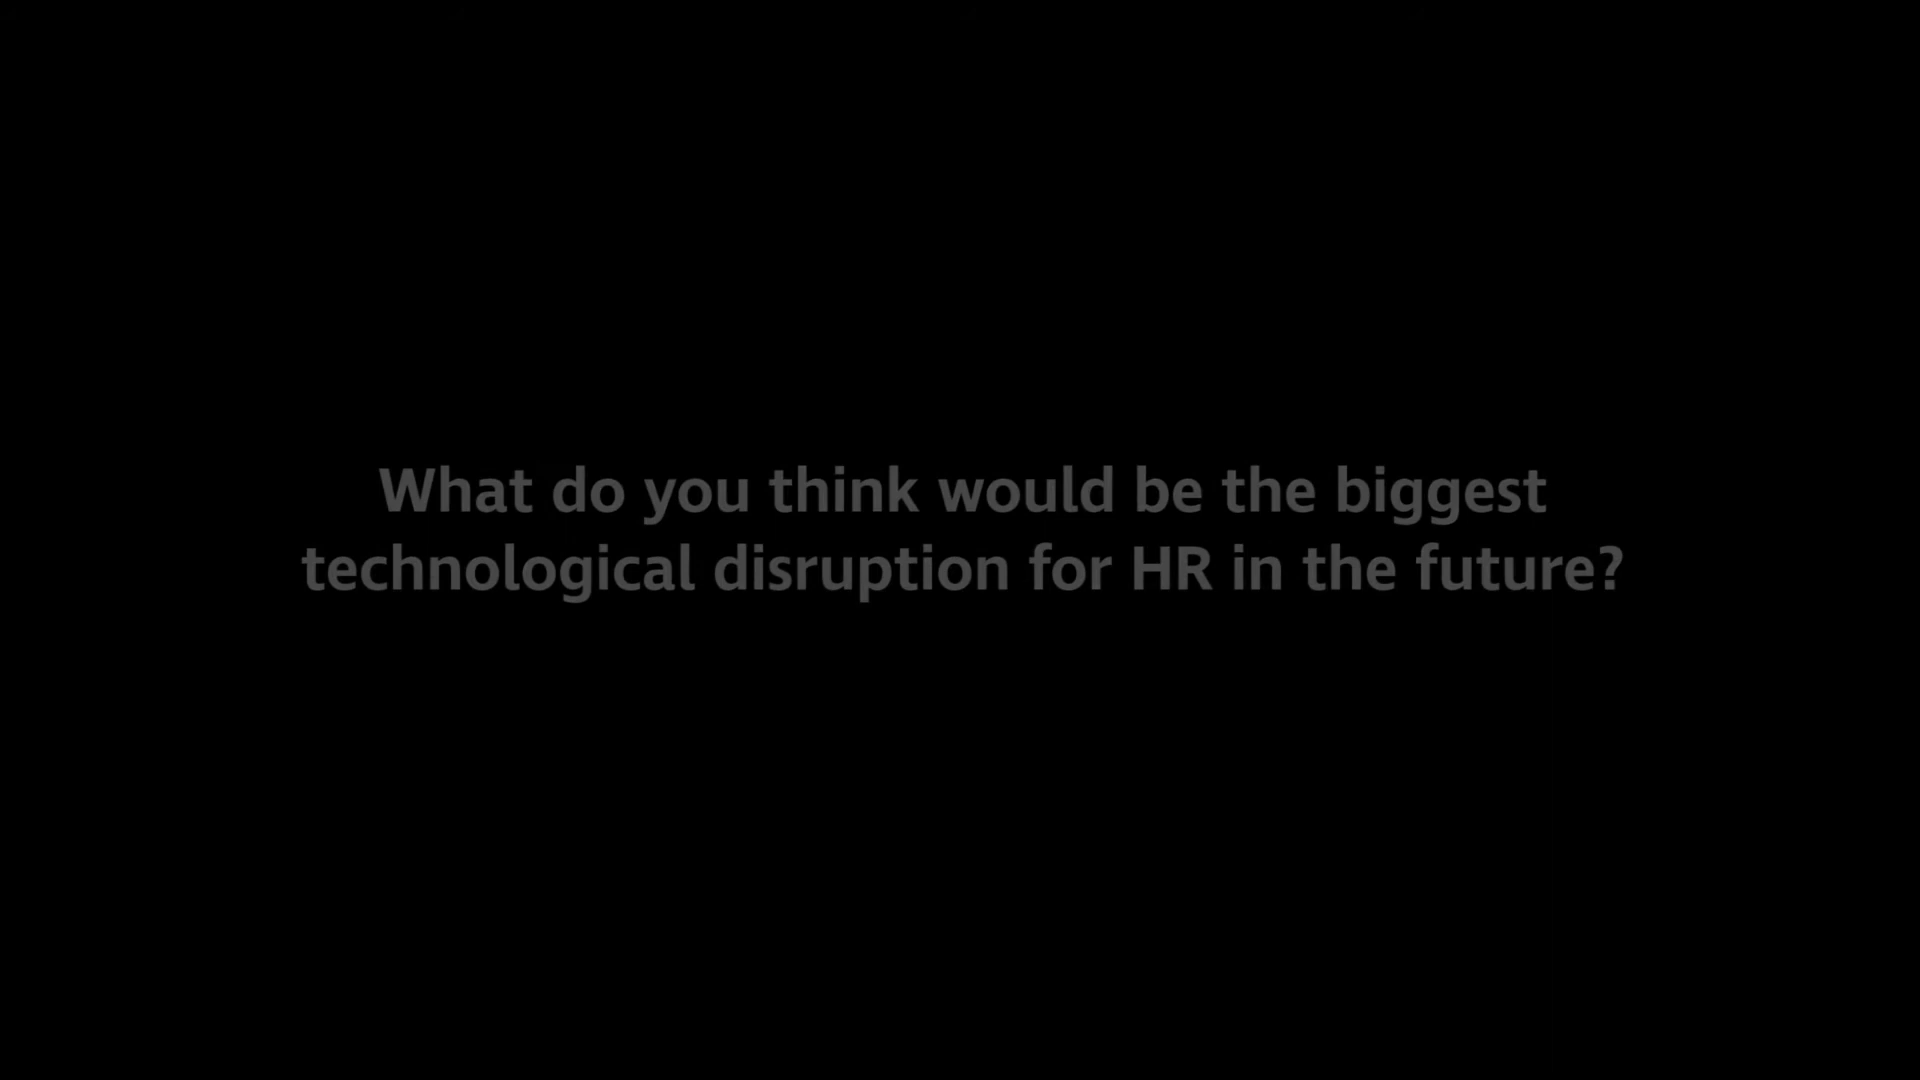 What do you think would be the biggest
technological disruption for HR in the future?